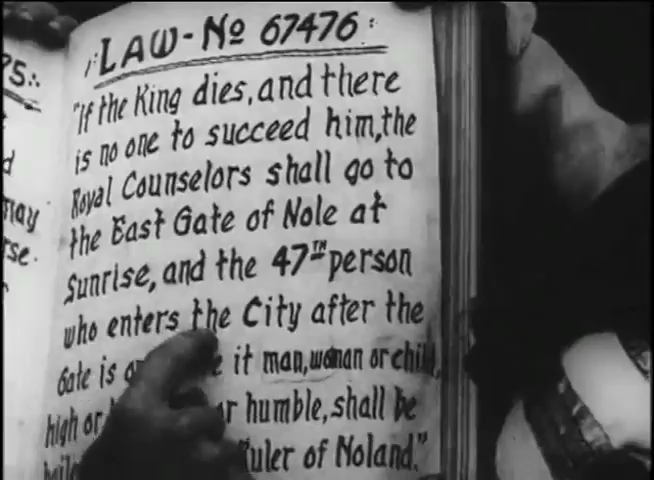 LAW - No 67476
"If the King dies, and there
is no one to succeed him, the
Royal Counselors shall go to
the East Gate of Nole at
Sunrise, and the 47TH person
who enters the City after the
Gate is it man, woman or child,
high or or humble, shall be
Ruler of Noland."